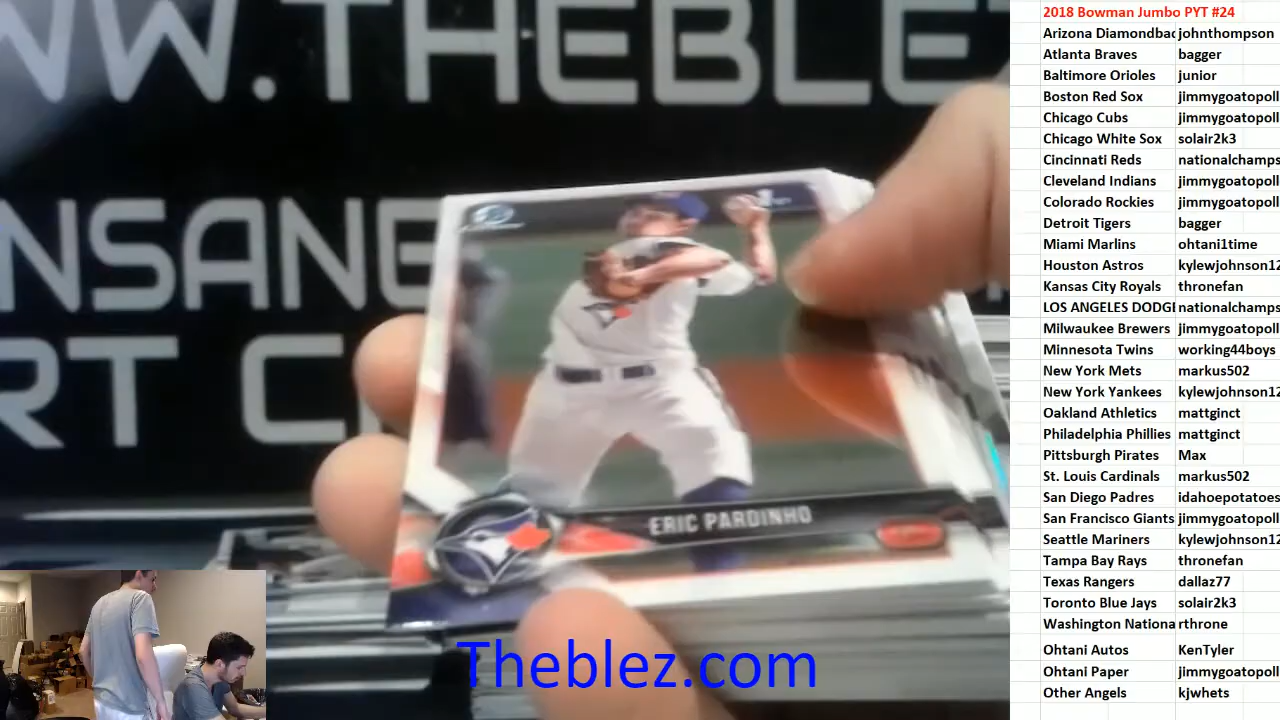 WWW.THEBLEZ
INSANE
RT C
ERIC PARDINHO
Theblez.com
2018 Bowman Jumbo PYT #24
Arizona Diamondbac johnthompson
Atlanta Braves bagger
Baltimore Orioles junior
Boston Red Sox jimmygoatopoll
Chicago Cubs jimmygoatopoll
Chicago White Sox solair2k3
Cincinnati Reds nationalchamps
Cleveland Indians jimmygoatopoll
Colorado Rockies jimmygoatopoll
Detroit Tigers bagger
Miami Marlins ohtani1time
Houston Astros kylewjohnson12
Kansas City Royals thronefan
LOS ANGELES DODG nationalchamps
Milwaukee Brewers jimmygoatopoll
Minnesota Twins working44boys
New York Mets markus502
New York Yankees kylewjohnson12
Oakland Athletics mattginct
Philadelphia Phillies mattginct
Pittsburgh Pirates Max
St. Louis Cardinals markus502
San Diego Padres idahoepotatoes
San Francisco Giants jimmygoatopoll
Seattle Mariners kylewjohnson12
Tampa Bay Rays thronefan
Texas Rangers dallaz77
Toronto Blue Jays solair2k3
Washington Nationa rthrone
Ohtani Autos KenTyler
Ohtani Paper jimmygoatopoll
Other Angels kjwhets